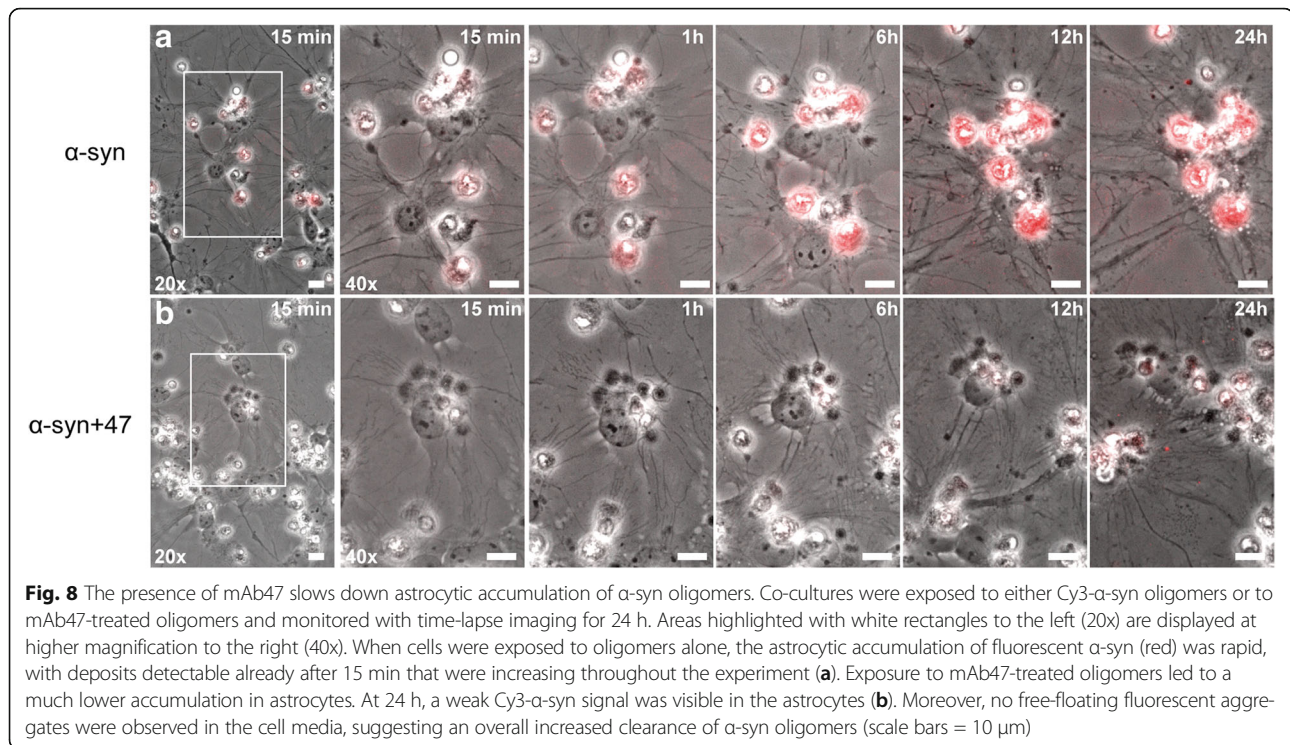 a 15 min 15 min 1h 6h 12h 24h
α-syn
20x 40x
b 15 min 15 min 1h 6h 12h 24h
α-syn+47
20x 40x
Fig. 8 The presence of mAb47 slows down astrocytic accumulation of α-syn oligomers. Co-cultures were exposed to either Cy3-α-syn oligomers or to
mAb47-treated oligomers and monitored with time-lapse imaging for 24 h. Areas highlighted with white rectangles to the left (20x) are displayed at
higher magnification to the right (40x). When cells were exposed to oligomers alone, the astrocytic accumulation of fluorescent α-syn (red) was rapid,
with deposits detectable already after 15 min that were increasing throughout the experiment (a). Exposure to mAb47-treated oligomers led to a
much lower accumulation in astrocytes. At 24 h, a weak Cy3-α-syn signal was visible in the astrocytes (b). Moreover, no free-floating fluorescent aggre-
gates were observed in the cell media, suggesting an overall increased clearance of α-syn oligomers (scale bars = 10 μm)